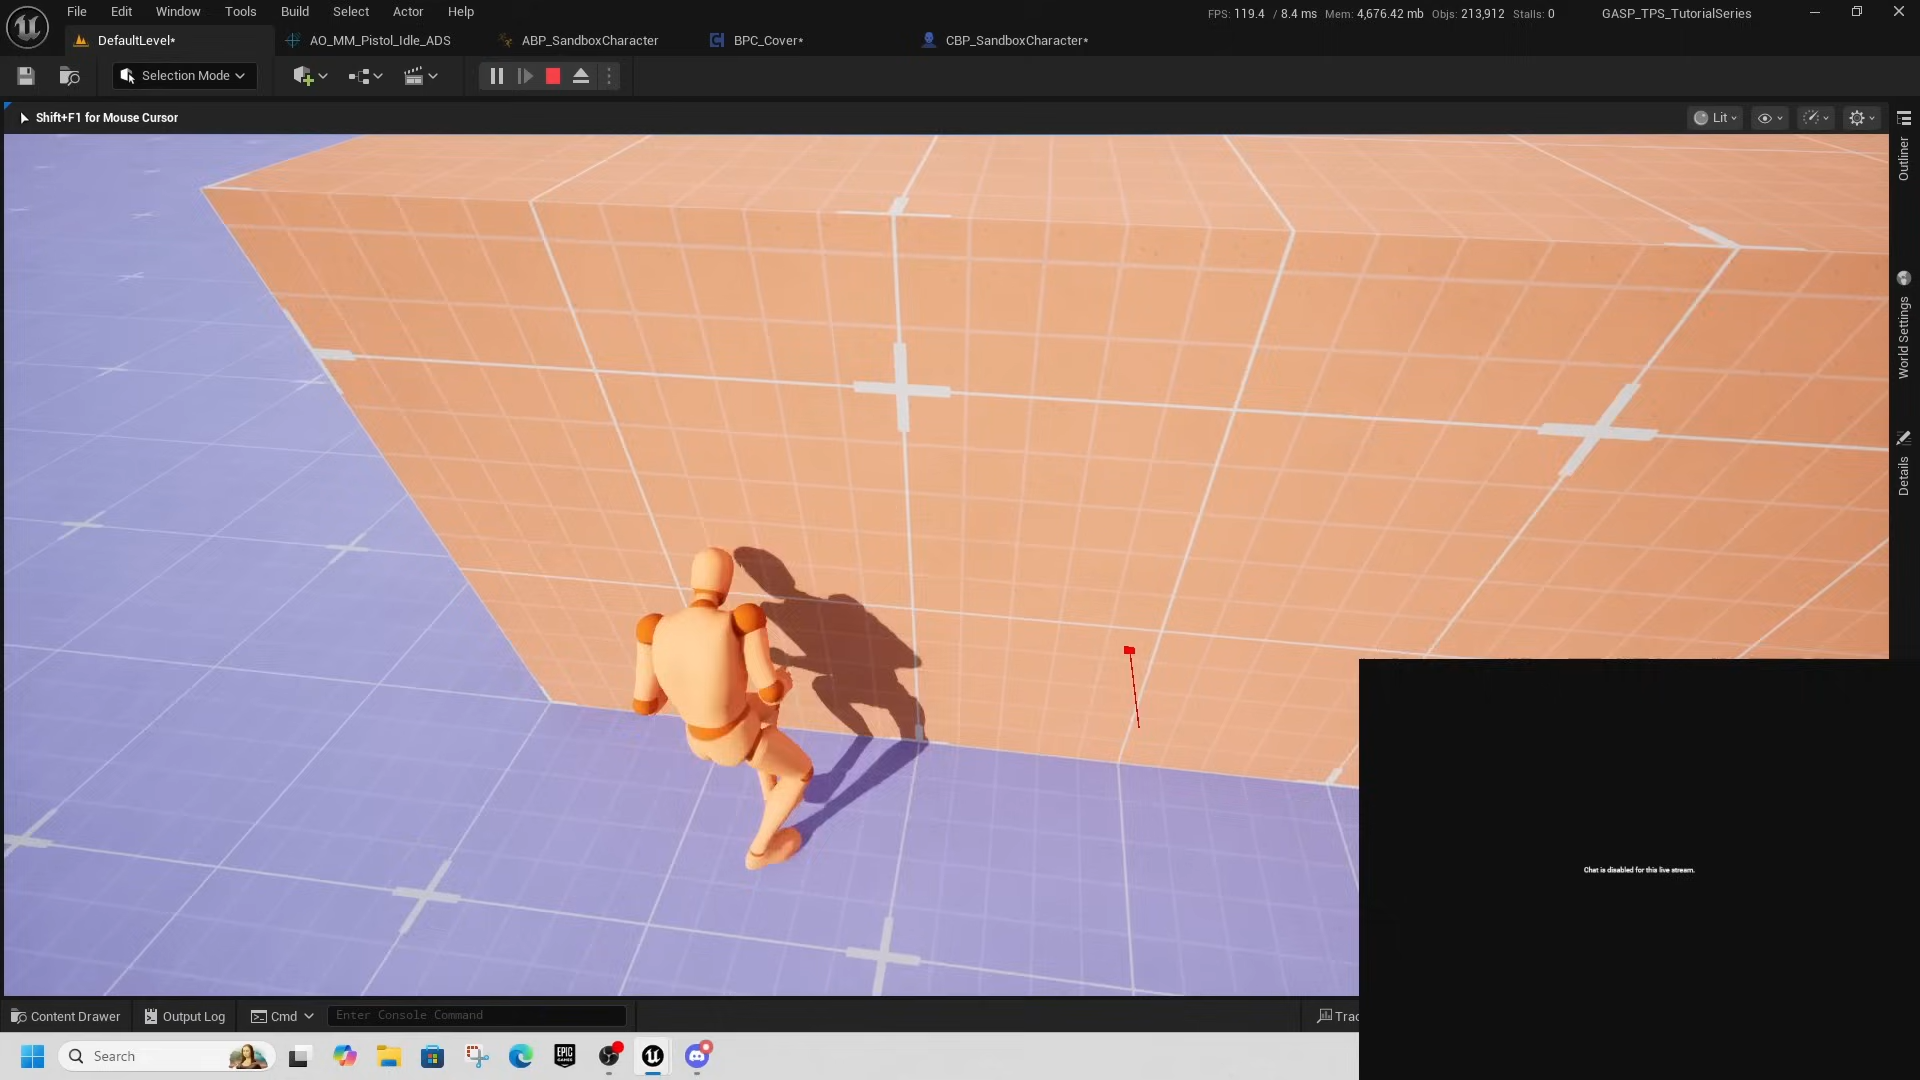 File Edit Window Tools Build Select Actor Help
FPS: 119.4 / 8.4 ms Mem: 4,676.42 mb Objs: 213,912 Stalls: 0 GASP_TPS_TutorialSeries
DefaultLevel* AO_MM_Pistol_Idle_ADS ABP_SandboxCharacter BPC_Cover* CBP_SandboxCharacter*
Selection Mode
Shift+F1 for Mouse Cursor Lit
Outliner
World Settings
Details
Chat is disabled for this live stream.
Content Drawer Output Log Cmd Enter Console Command Trac
Search EPIC GAMES